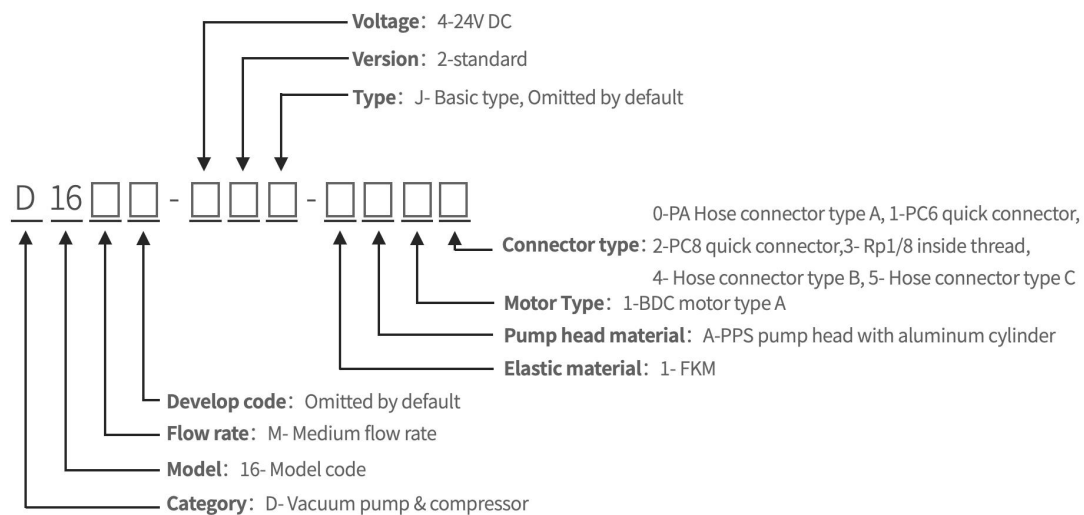 Voltage: 4-24V DC
Version: 2-standard
Type: J- Basic type, Omitted by default
D 16 □ □ - □ □ □ - □ □ □ □
0-PA Hose connector type A, 1-PC6 quick connector,
Connector type: 2-PC8 quick connector,3- Rp1/8 inside thread,
4- Hose connector type B, 5- Hose connector type C
Motor Type: 1-BDC motor type A
Pump head material: A-PPS pump head with aluminum cylinder
Elastic material: 1- FKM
Develop code: Omitted by default
Flow rate: M- Medium flow rate
Model: 16- Model code
Category: D- Vacuum pump & compressor